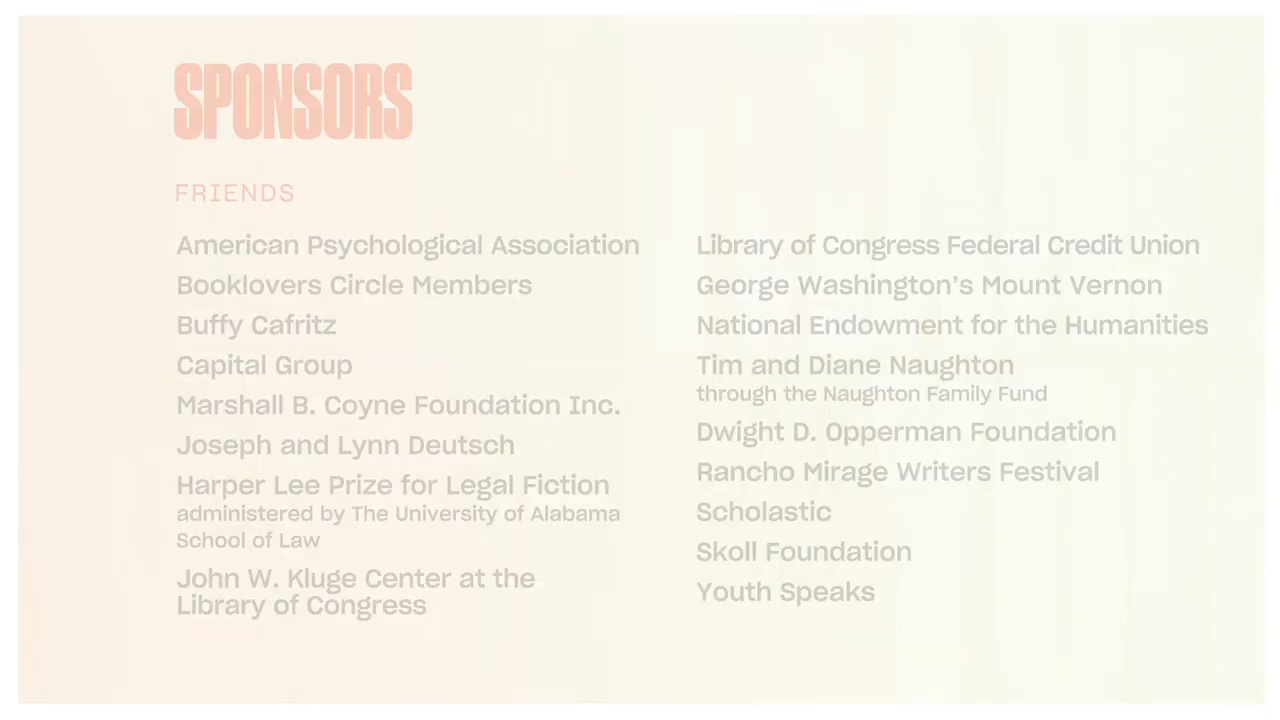 SPONSORS
FRIENDS
American Psychological Association
Booklovers Circle Members
Buffy Cafritz
Capital Group
Marshall B. Coyne Foundation Inc.
Joseph and Lynn Deutsch
Harper Lee Prize for Legal Fiction
administered by The University of Alabama
School of Law
John W. Kluge Center at the
Library of Congress
Library of Congress Federal Credit Union
George Washington’s Mount Vernon
National Endowment for the Humanities
Tim and Diane Naughton
through the Naughton Family Fund
Dwight D. Opperman Foundation
Rancho Mirage Writers Festival
Scholastic
Skoll Foundation
Youth Speaks